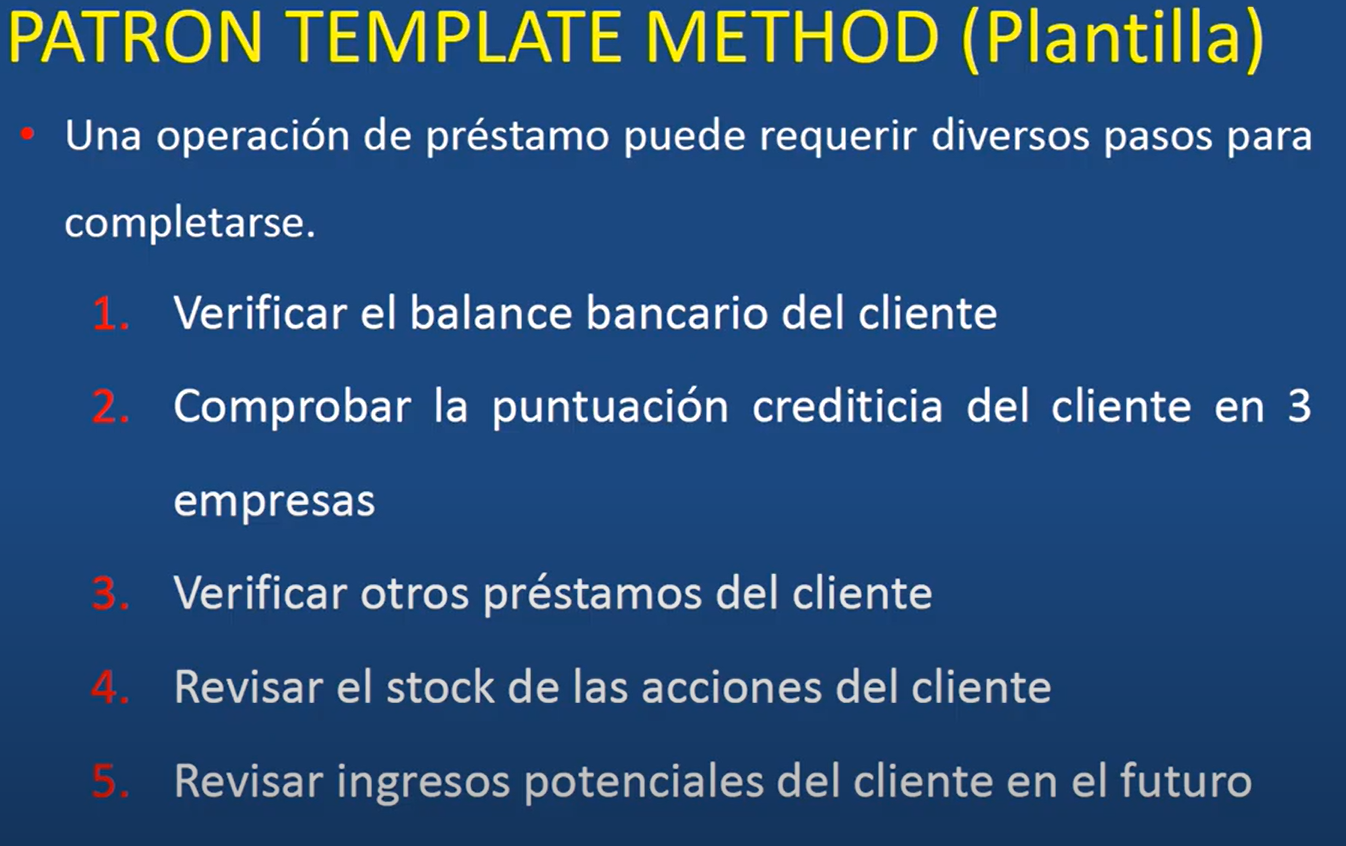 PATRON TEMPLATE METHOD (Plantilla)
• Una operación de préstamo puede requerir diversos pasos para
completarse.
1. Verificar el balance bancario del cliente
2. Comprobar la puntuación crediticia del cliente en 3
empresas
3. Verificar otros préstamos del cliente
4. Revisar el stock de las acciones del cliente
5. Revisar ingresos potenciales del cliente en el futuro